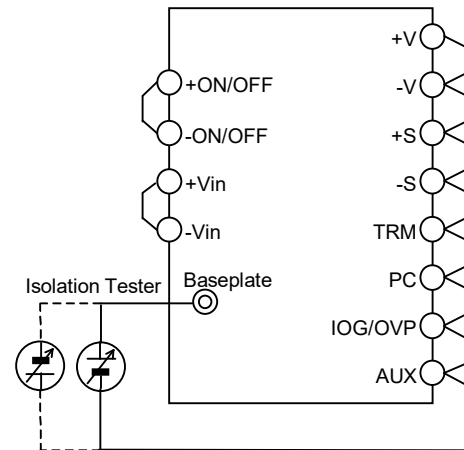 +V
+ON/OFF
-V
-ON/OFF
+S
+Vin
-S
-Vin
TRM
Isolation Tester
Baseplate
PC
IOG/OVP
AUX